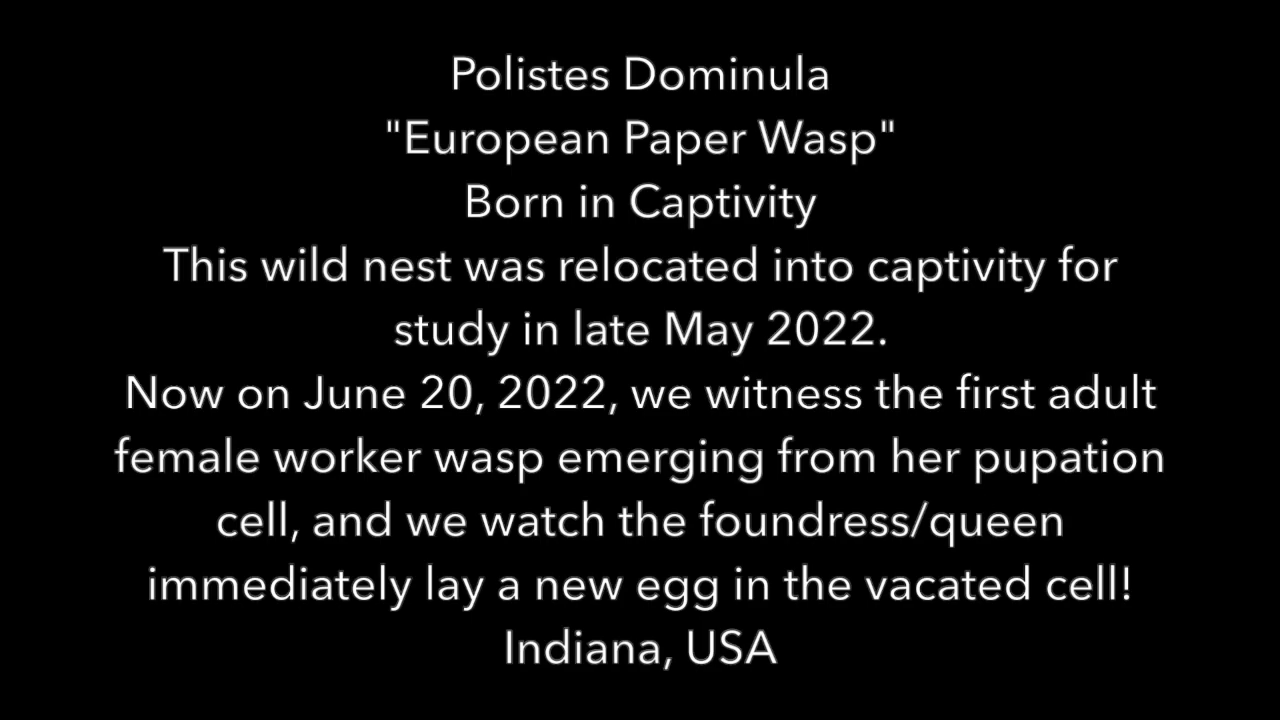 Polistes Dominula
"European Paper Wasp"
Born in Captivity
This wild nest was relocated into captivity for
study in late May 2022.
Now on June 20, 2022, we witness the first adult
female worker wasp emerging from her pupation
cell, and we watch the foundress/queen
immediately lay a new egg in the vacated cell!
Indiana, USA